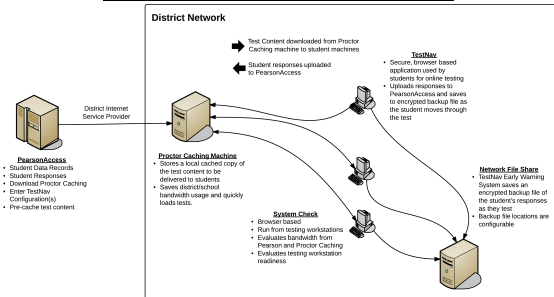 District Network
Test Content downloaded from Proctor
Caching machine to student machines
Student responses uploaded
to PearsonAccess
TestNav
• Secure, browser based
application used by
students for online testing
• Uploads responses to
PearsonAccess and saves
to encrypted backup file as
the student moves through
the test
District Internet
Service Provider
PearsonAccess
• Student Data Records
• Student Responses
• Download Proctor Caching
• Enter TestNav
Configuration(s)
• Pre-cache test content
Proctor Caching Machine
• Stores a local cached copy of
the test content to be
delivered to students
• Saves district/school
bandwidth usage and quickly
loads tests.
System Check
• Browser based
• Run from testing workstations
• Evaluates bandwidth from
Pearson and Proctor Caching
• Evaluates testing workstation
readiness
Network File Share
• TestNav Early Warning
System saves an
encrypted backup file of
the student's responses
as they test
• Backup file locations are
configurable